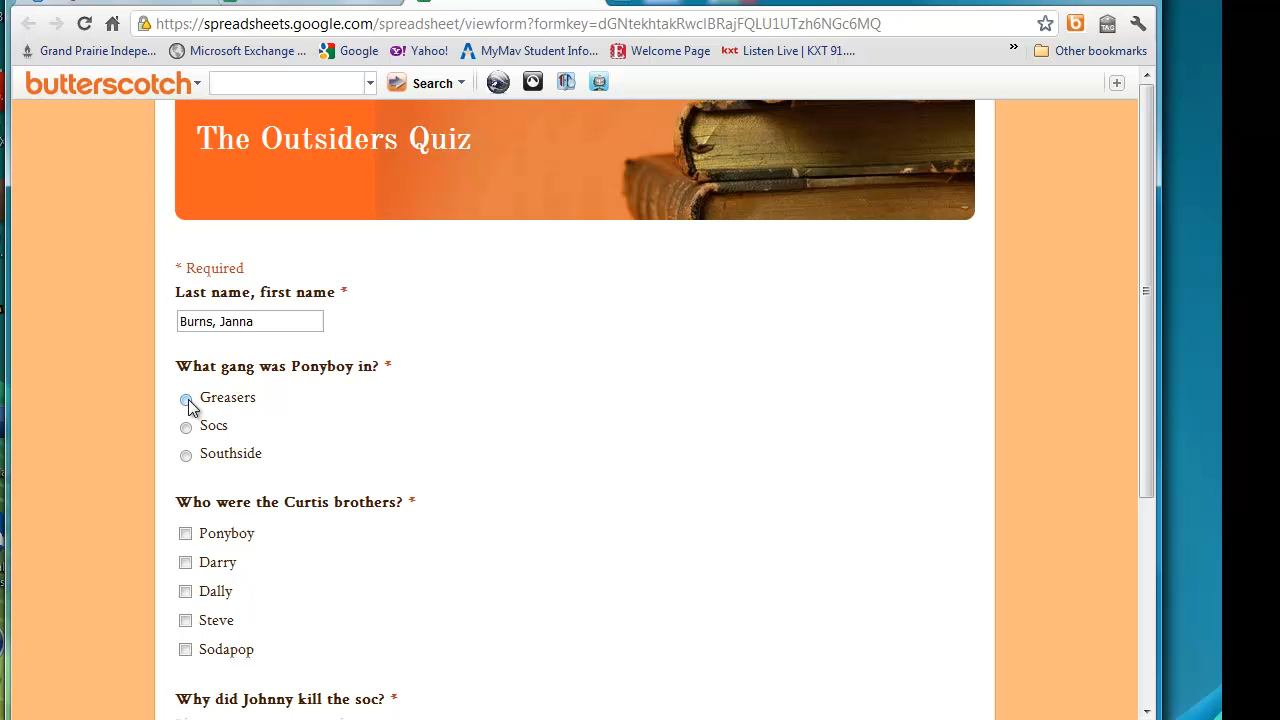 https://spreadsheets.google.com/spreadsheet/viewform?formkey=dGNtekhtakRwclBRajFQLU1UTzh6NGc6MQ
Grand Prairie Indepe... Microsoft Exchange ... Google Yahoo! MyMav Student Info... Welcome Page kxt Listen Live | KXT 91.... » Other bookmarks
butterscotch Search
The Outsiders Quiz
* Required
Last name, first name *
Burns, Janna
What gang was Ponyboy in? *
Greasers
Socs
Southside
Who were the Curtis brothers? *
Ponyboy
Darry
Dally
Steve
Sodapop
Why did Johnny kill the soc? *